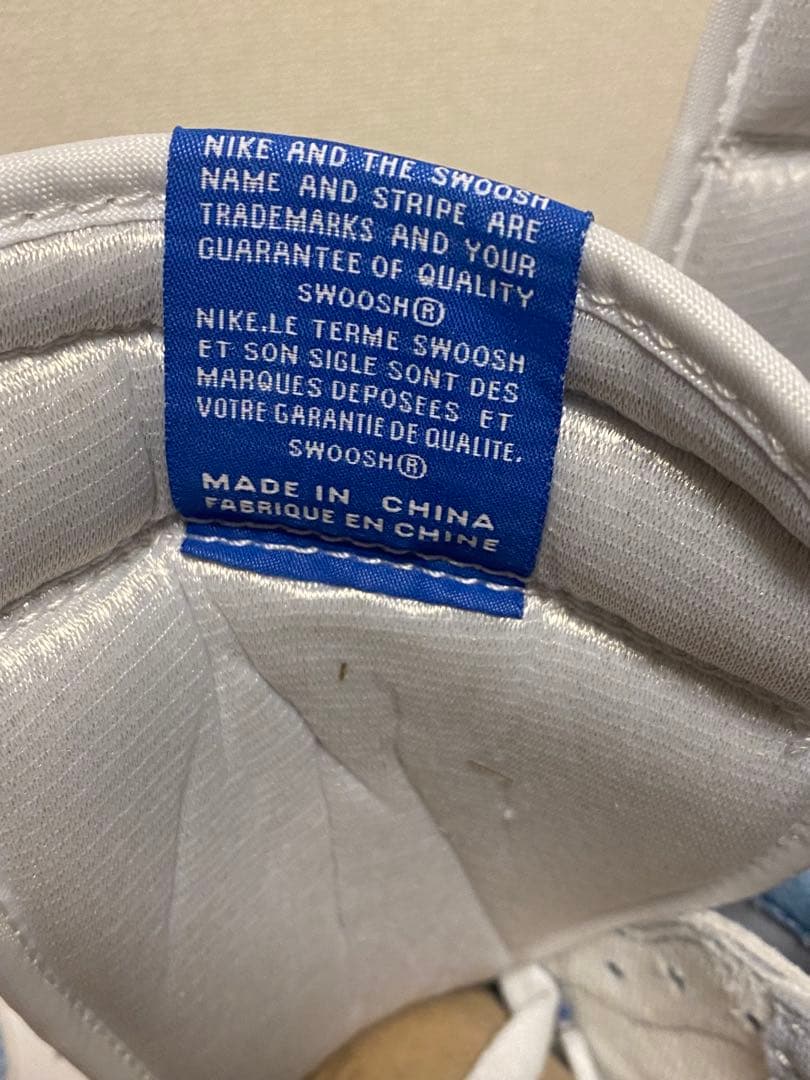 NIKE AND THE SWOOSH
NAME AND STRIPE ARE
TRADEMARKS AND YOUR
GUARANTEE OF QUALITY
SWOOSH®
NIKE.LE TERME SWOOSH
ET SON SIGLE SONT DES
MARQUES DEPOSEES ET
VOTRE GARANTIE DE QUALITE.
SWOOSH®
MADE IN CHINA
FABRIQUE EN CHINE